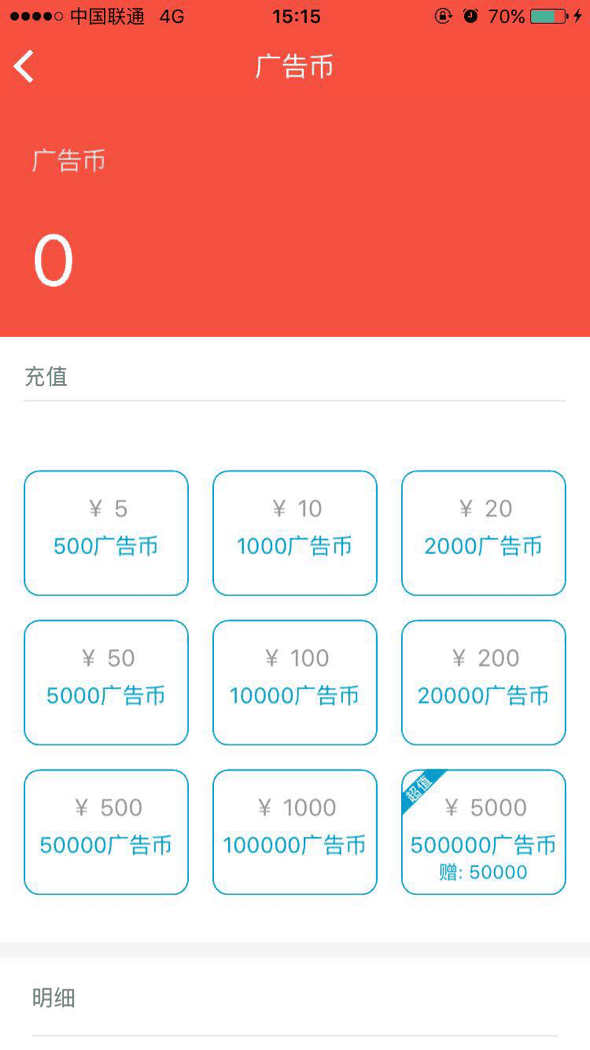 中国联通 4G 15:15 70%
广告币
广告币
0
充值
¥ 5 ¥ 10 ¥ 20
500广告币 1000广告币 2000广告币
¥ 50 ¥ 100 ¥ 200
5000广告币 10000广告币 20000广告币
超值
¥ 500 ¥ 1000 ¥ 5000
50000广告币 100000广告币 500000广告币
赠: 50000
明细